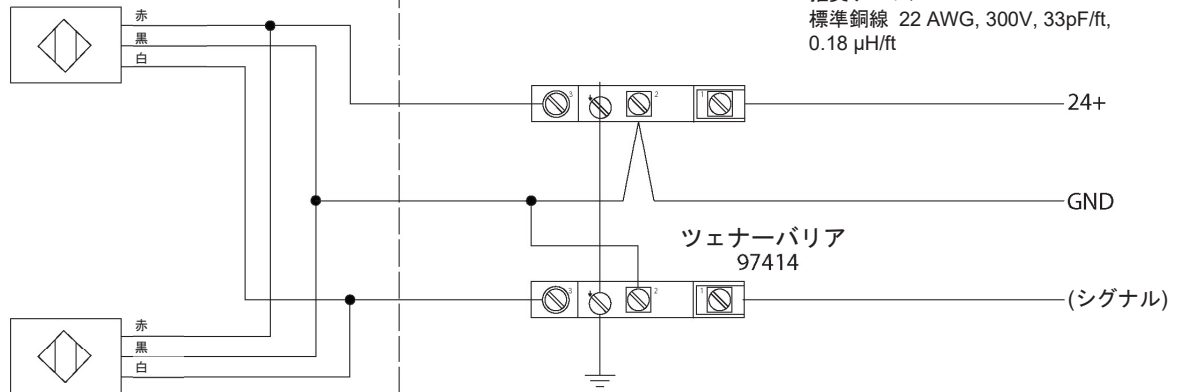 赤
黒
白
標準銅線 22 AWG, 300V, 33pF/ft,
0.18 μH/ft
3
2
1
24+
GND
ツェナーバリア
97414
3
2
1
(シグナル)
赤
黒
白